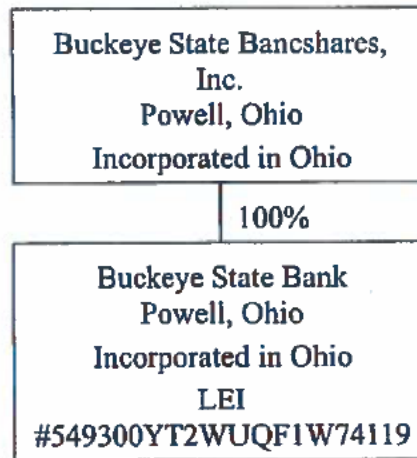 Buckeye State Bancshares,
Inc.
Powell, Ohio
Incorporated in Ohio
100%
Buckeye State Bank
Powell, Ohio
Incorporated in Ohio
LEI
#549300YT2WUQF1W74119